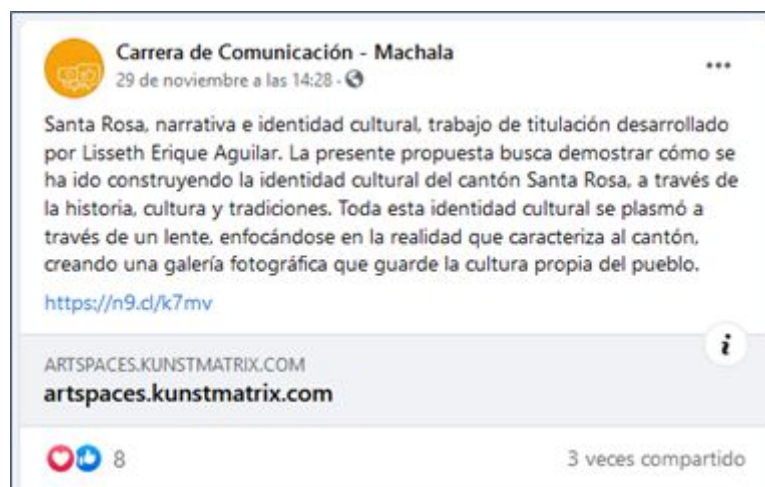 Carrera de Comunicación - Machala
29 de noviembre a las 14:28 ·
Santa Rosa, narrativa e identidad cultural, trabajo de titulación desarrollado
por Lisseth Erique Aguilar. La presente propuesta busca demostrar cómo se
ha ido construyendo la identidad cultural del cantón Santa Rosa, a través de
la historia, cultura y tradiciones. Toda esta identidad cultural se plasmó a
través de un lente, enfocándose en la realidad que caracteriza al cantón,
creando una galería fotográfica que guarde la cultura propia del pueblo.
https://n9.cl/k7mv
i
ARTSPACES.KUNSTMATRIX.COM
artspaces.kunstmatrix.com
8 3 veces compartido